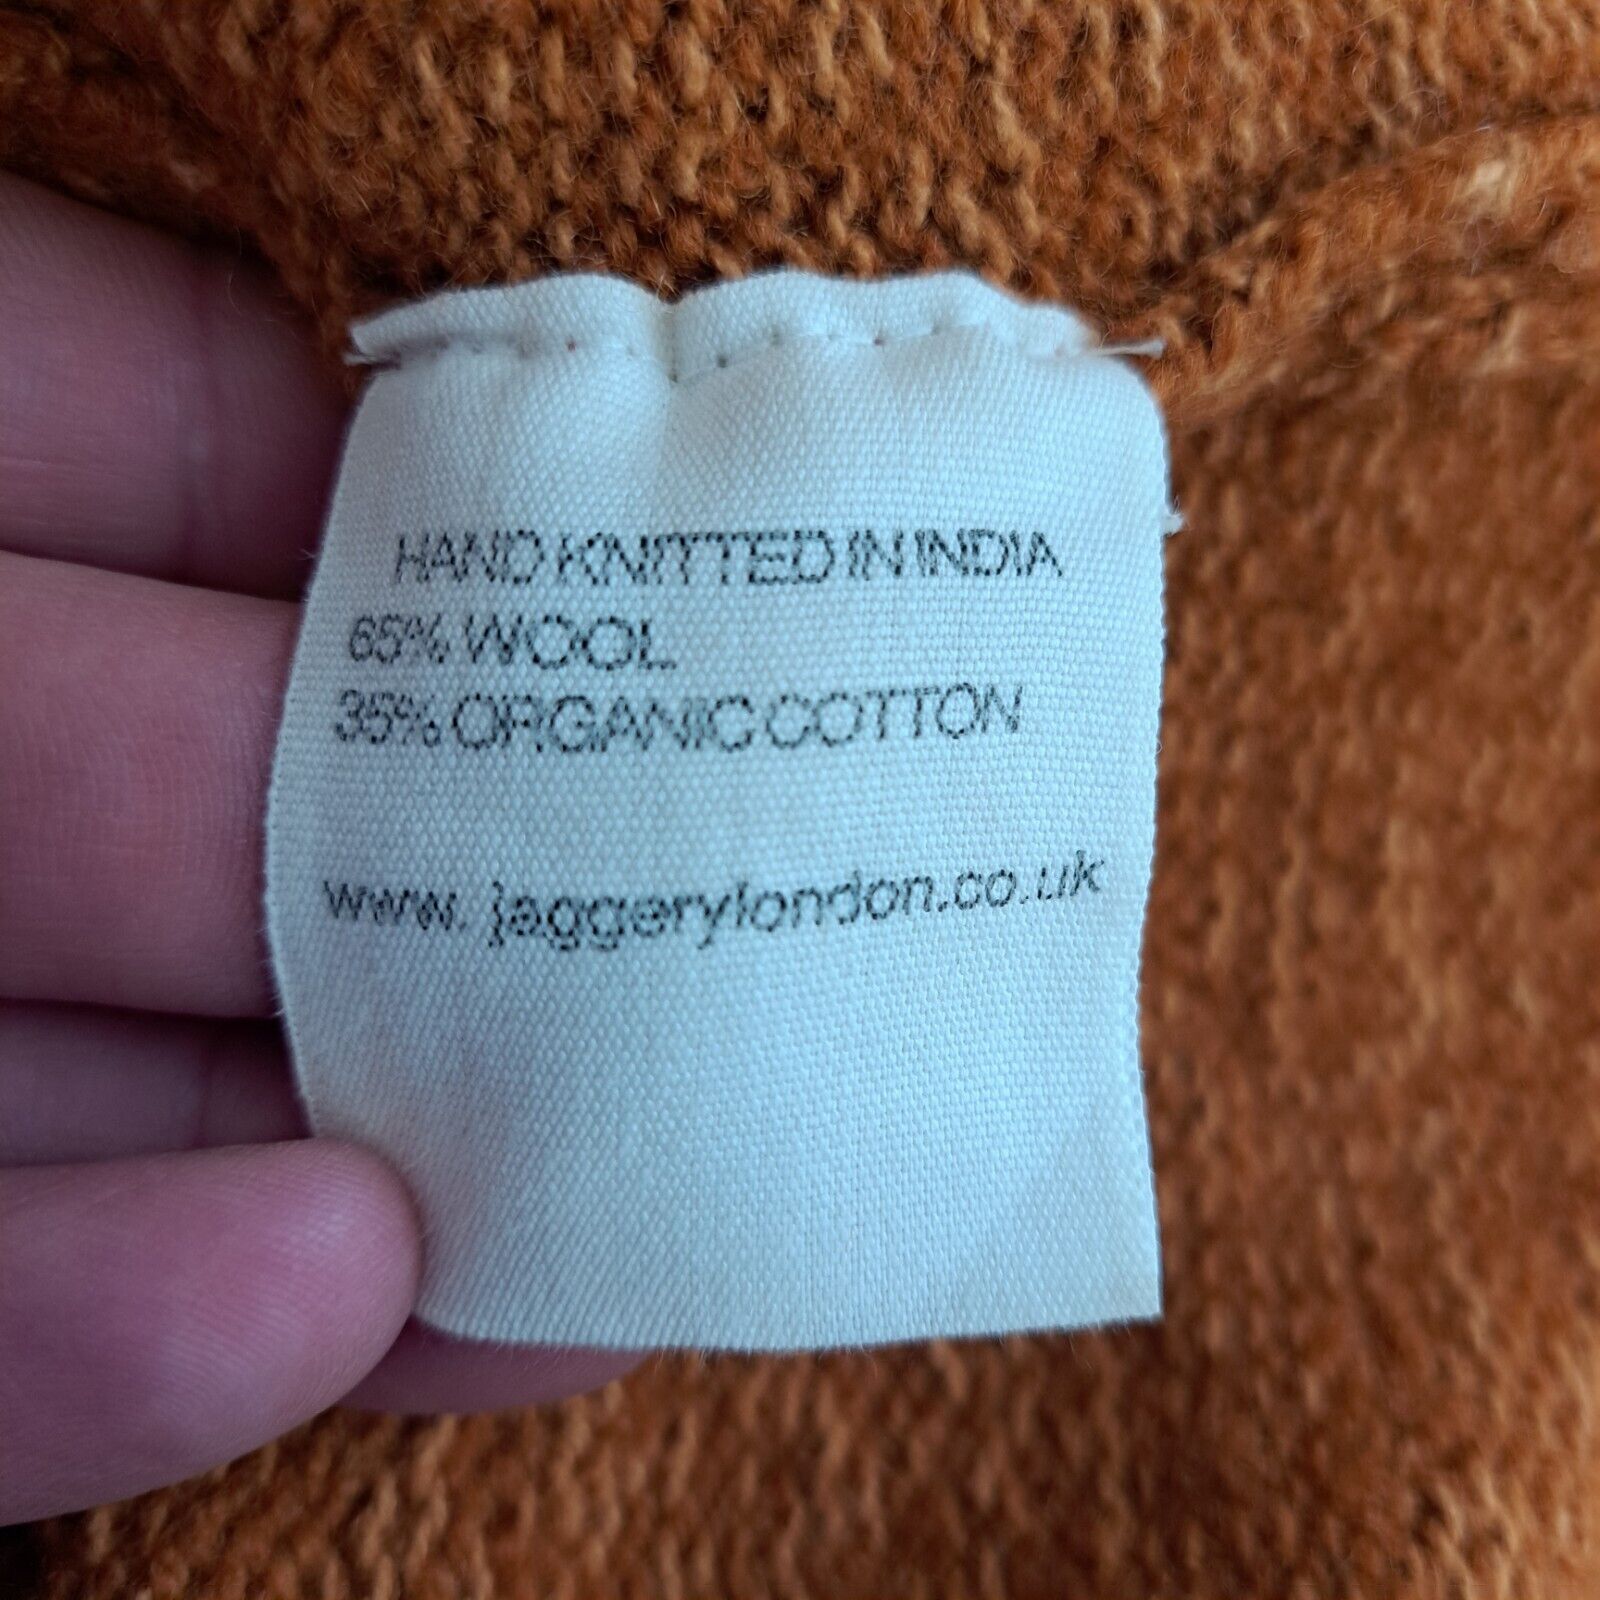 HAND KNITTED IN INDIA
65% WOOL
35% ORGANIC COTTON
www. jaggerylondon.co.uk